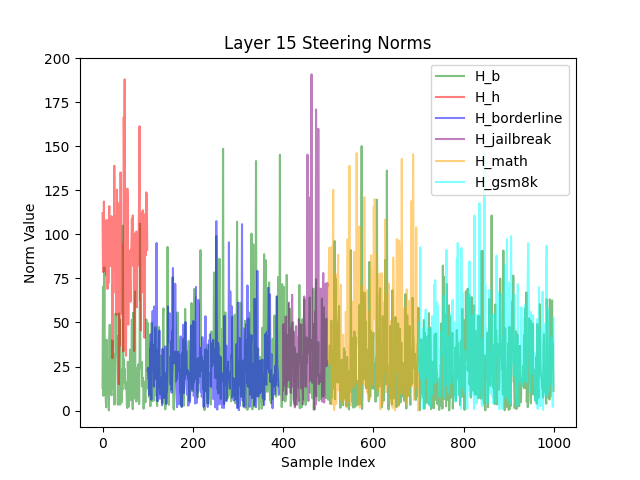 Layer 15 Steering Norms
Norm Value
200
175
150
125
100
75
50
25
0
0 200 400 600 800 1000
Sample Index
H_b
H_h
H_borderline
H_jailbreak
H_math
H_gsm8k